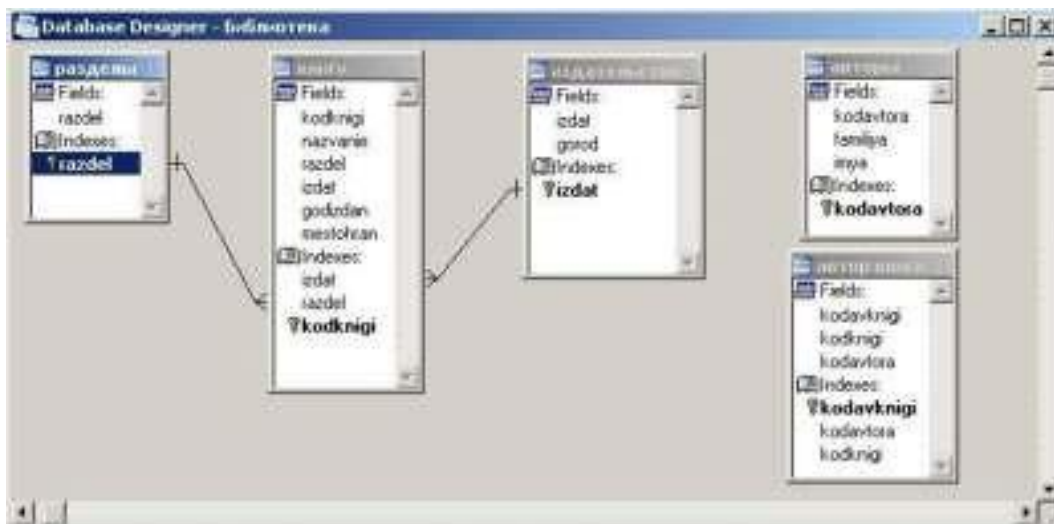 Database Designer - Библиотека
разделы
Fields:
razdel
Indexes:
razdel
книги
Fields:
kodknigi
nazvanie
razdel
izdat
godizdan
mestohran
Indexes:
izdat
razdel
kodknigi
Fields:
izdat
gorod
Indexes:
izdat
Fields:
kodavtora
familiya
imya
Indexes:
kodavtora
Fields:
kodavknigi
kodknigi
kodavtora
Indexes:
kodavknigi
kodavtora
kodknigi